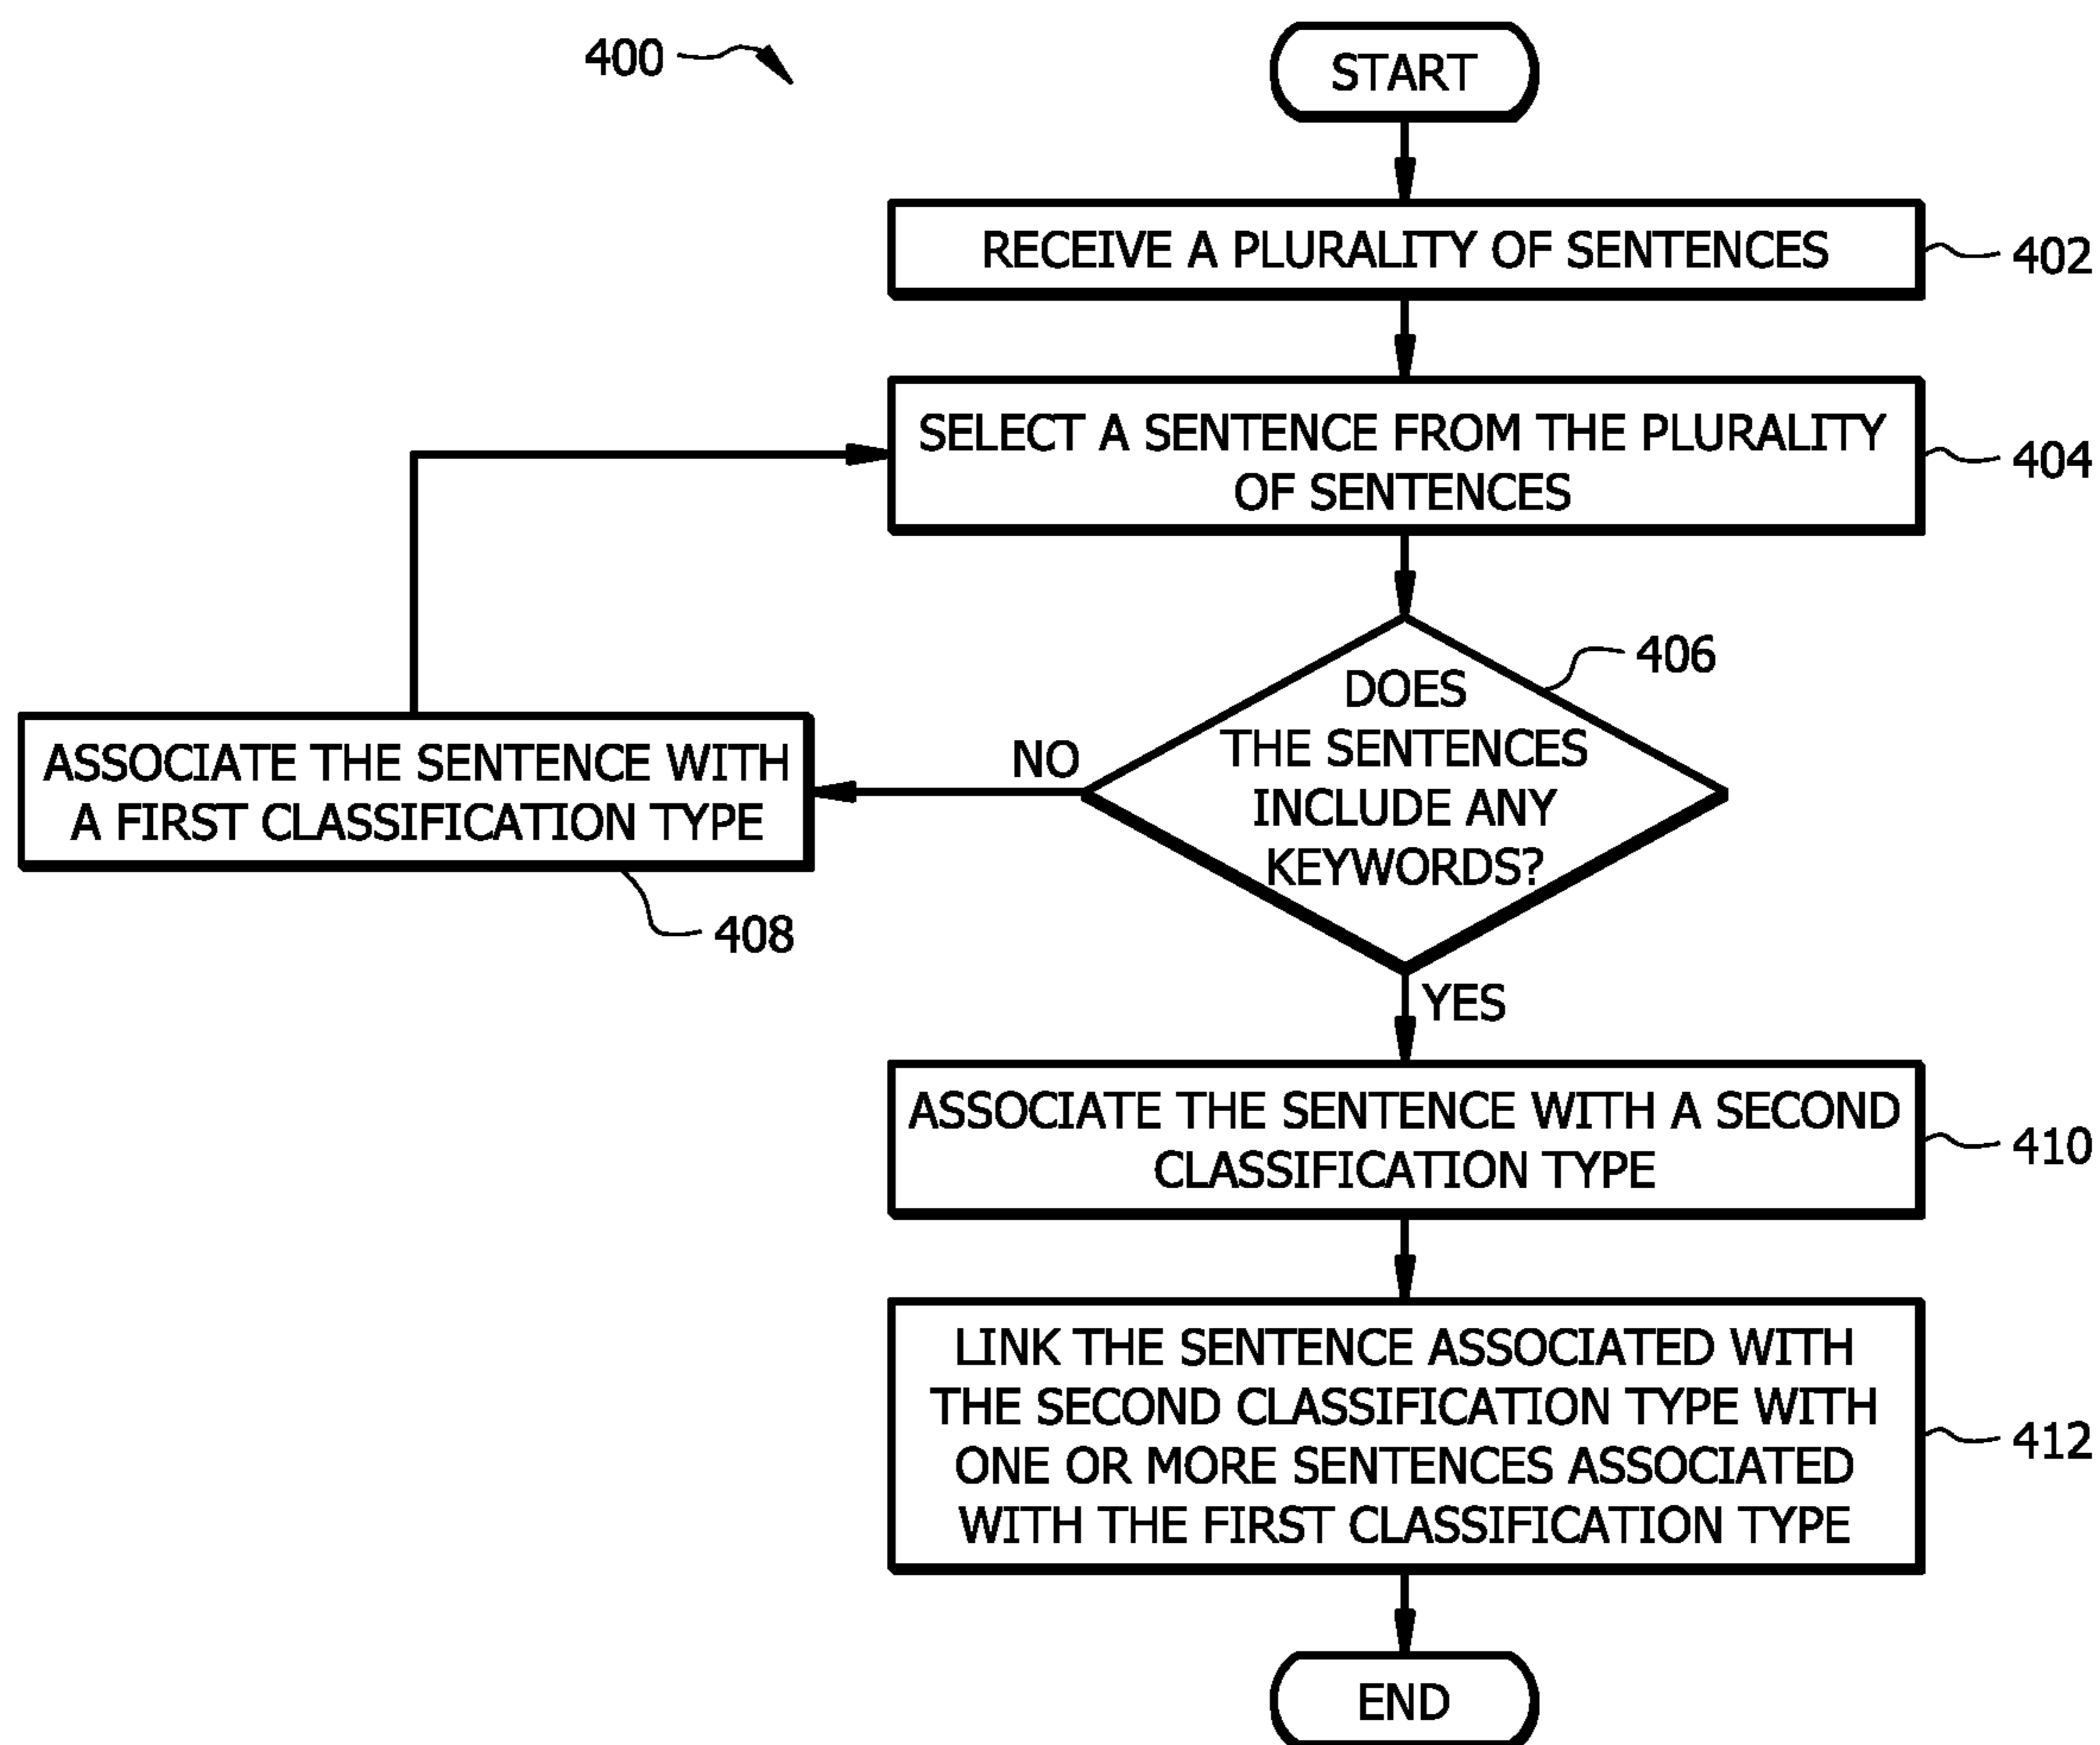 400
START
RECEIVE A PLURALITY OF SENTENCES
402
SELECT A SENTENCE FROM THE PLURALITY
OF SENTENCES
404
DOES
THE SENTENCES
INCLUDE ANY
KEYWORDS?
406
NO
ASSOCIATE THE SENTENCE WITH
A FIRST CLASSIFICATION TYPE
408
YES
ASSOCIATE THE SENTENCE WITH A SECOND
CLASSIFICATION TYPE
410
LINK THE SENTENCE ASSOCIATED WITH
THE SECOND CLASSIFICATION TYPE WITH
ONE OR MORE SENTENCES ASSOCIATED
WITH THE FIRST CLASSIFICATION TYPE
412
END